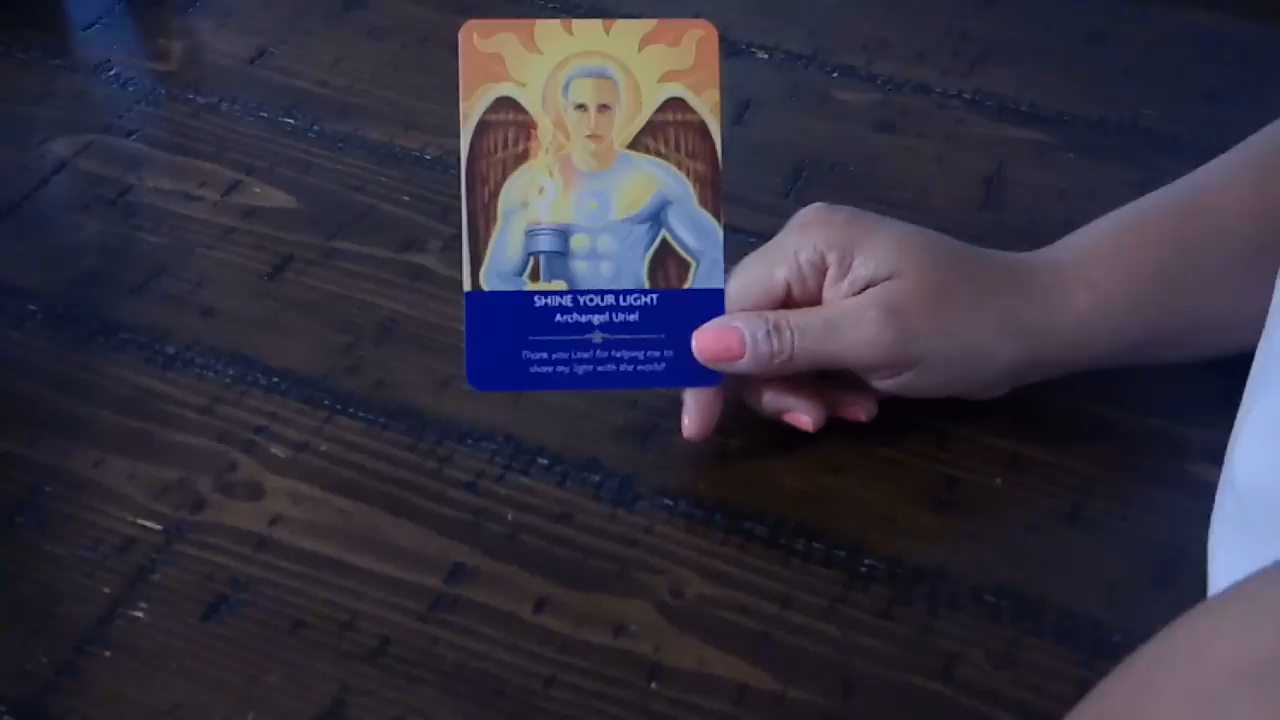 SHINE YOUR LIGHT
Archangel Uriel
Thank you Uriel for helping me to
share my light with the world!